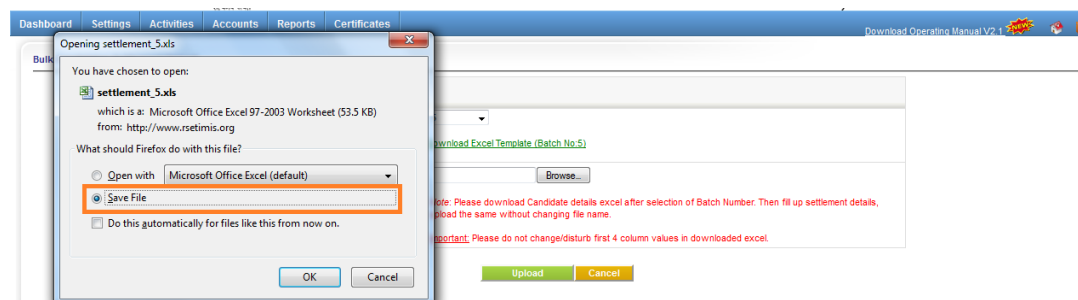 Dashboard Settings Activities Accounts Reports Certificates
Download Operating Manual V2.1 NEW
Opening settlement_5.xls
Bulk
You have chosen to open:
settlement_5.xls
which is a: Microsoft Office Excel 97-2003 Worksheet (53.5 KB)
from: http://www.rsetimis.org
What should Firefox do with this file?
Open with Microsoft Office Excel (default)
Save File
Do this automatically for files like this from now on.
OK Cancel
wnload Excel Template (Batch No:5)
Browse...
ote: Please download Candidate details excel after selection of Batch Number. Then fill up settlement details,
pload the same without changing file name.
portant: Please do not change/disturb first 4 column values in downloaded excel.
Upload Cancel